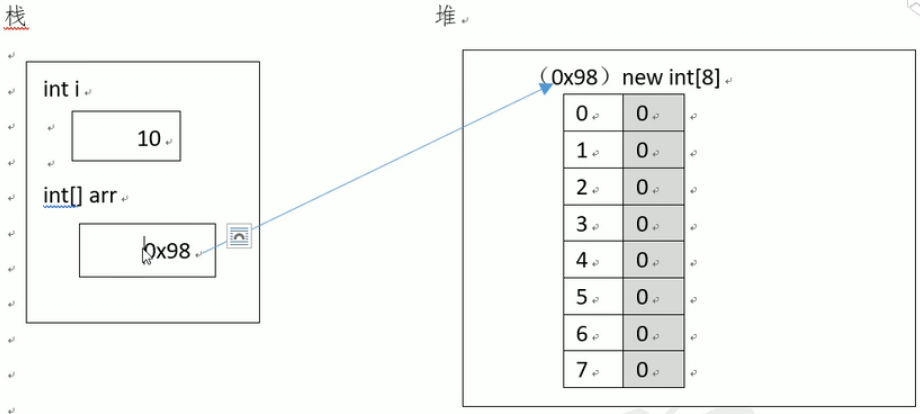 栈
堆
int i
10
int[] arr
0x98
（0x98）new int[8]
0 0
1 0
2 0
3 0
4 0
5 0
6 0
7 0